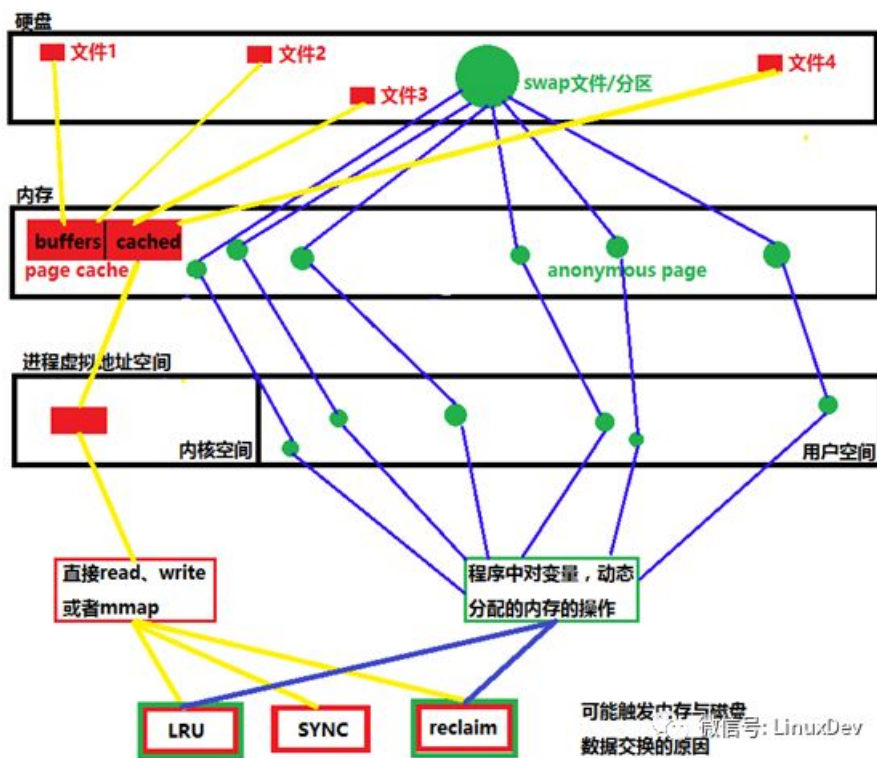 硬盘
文件1
文件2
文件3
swap文件/分区
文件4
内存
buffers
cached
page cache
anonymous page
进程虚拟地址空间
内核空间
用户空间
直接read、write
或者mmap
程序中对变量，动态
分配的内存的操作
LRU
SYNC
reclaim
可能触发内存与磁盘
数据交换的原因
微信号: LinuxDev